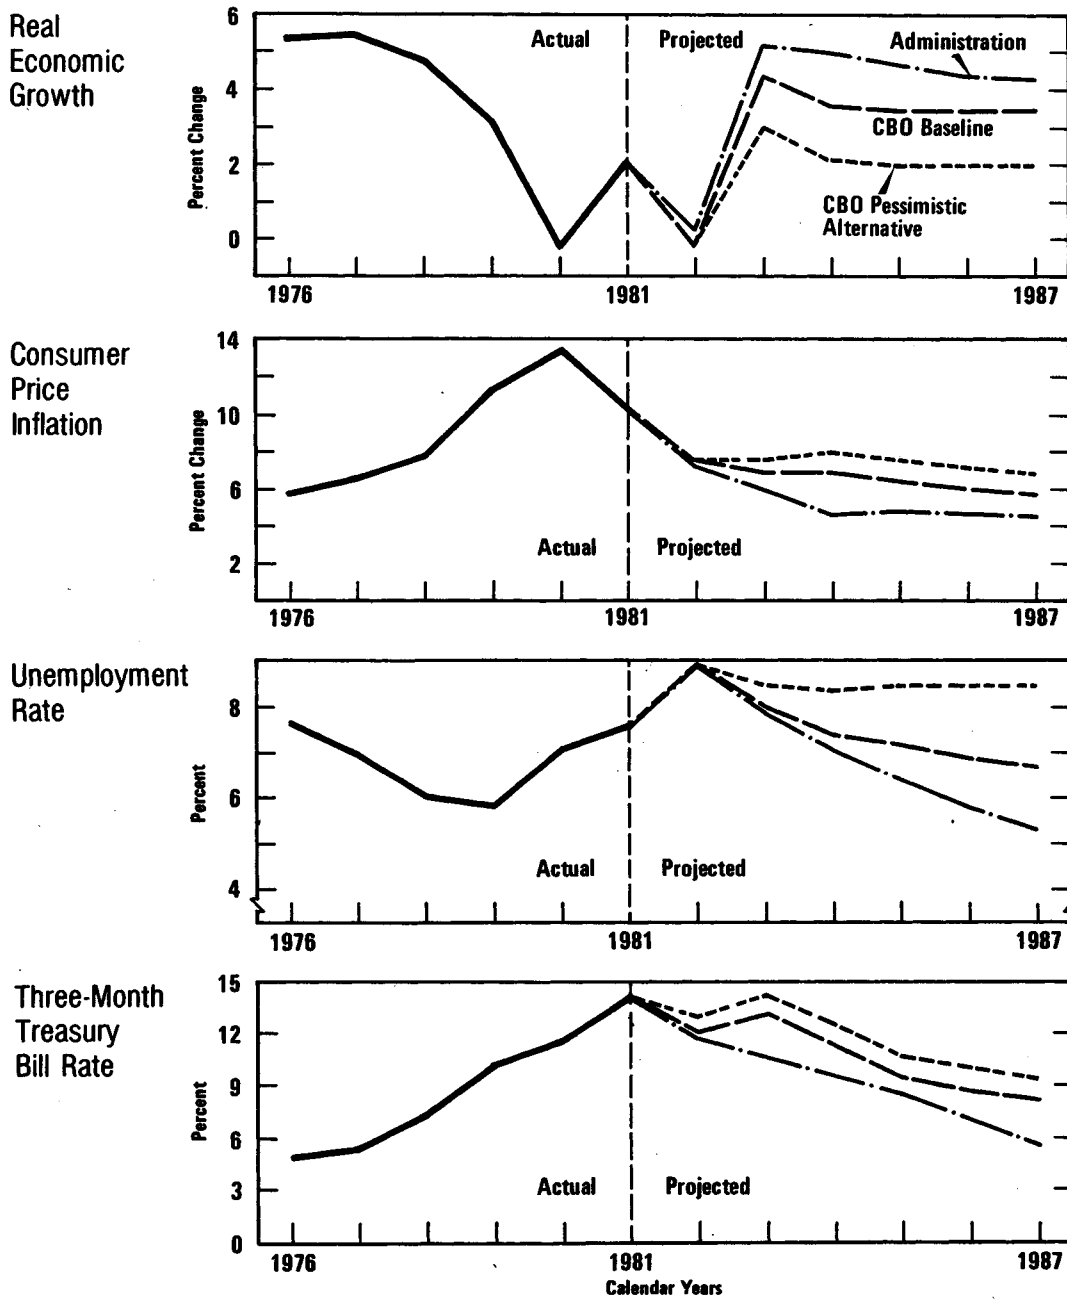 Real
Economic
Growth
Percent Change
6
4
2
0
Actual
Projected
Administration
CBO Baseline
CBO Pessimistic
Alternative
1976
1981
1987
Consumer
Price
Inflation
Percent Change
14
10
6
2
Actual
Projected
1976
1981
1987
Unemployment
Rate
Percent
8
6
4
Actual
Projected
1976
1981
1987
Three-Month
Treasury
Bill Rate
Percent
15
12
9
6
3
0
Actual
Projected
1976
1981
1987
Calendar Years